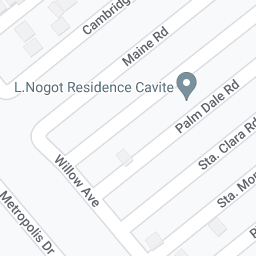 Cambridg
Maine Rd
L.Nogot Residence Cavite
Palm Dale Rd
Sta. Clara Rd
Willow Ave
Sta. Mon
Metropolis Dr